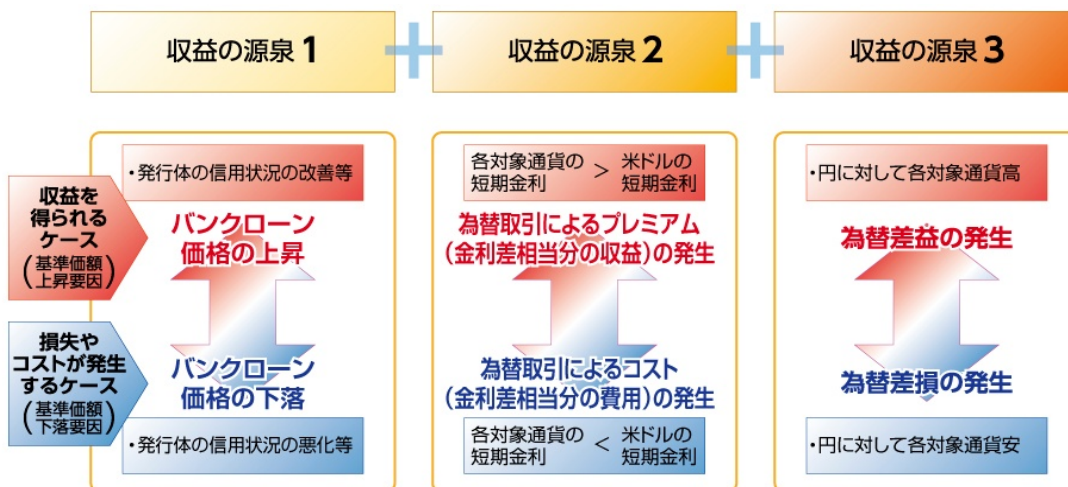 収益の源泉 1
+
収益の源泉 2
+
収益の源泉 3
収益を
得られる
ケース
(基準価額
上昇要因)
・発行体の信用状況の改善等
バンクローン
価格の上昇
各対象通貨の
短期金利
>
米ドルの
短期金利
為替取引によるプレミアム
(金利差相当分の収益)の発生
・円に対して各対象通貨高
為替差益の発生
損失や
コストが発生
するケース
(基準価額
下落要因)
バンクローン
価格の下落
・発行体の信用状況の悪化等
為替取引によるコスト
(金利差相当分の費用)の発生
各対象通貨の
短期金利
<
米ドルの
短期金利
為替差損の発生
・円に対して各対象通貨安